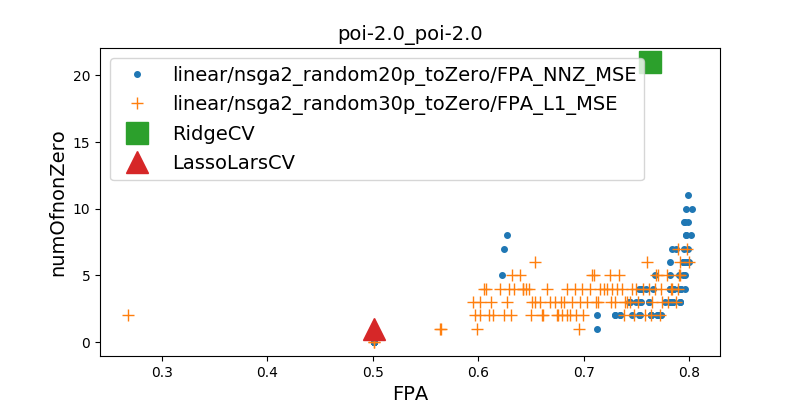 poi-2.0_poi-2.0
linear/nsga2_random20p_toZero/FPA_NNZ_MSE
linear/nsga2_random30p_toZero/FPA_L1_MSE
RidgeCV
LassoLarsCV
numOfnonZero
20
15
10
5
0
0.3 0.4 0.5 0.6 0.7 0.8
FPA